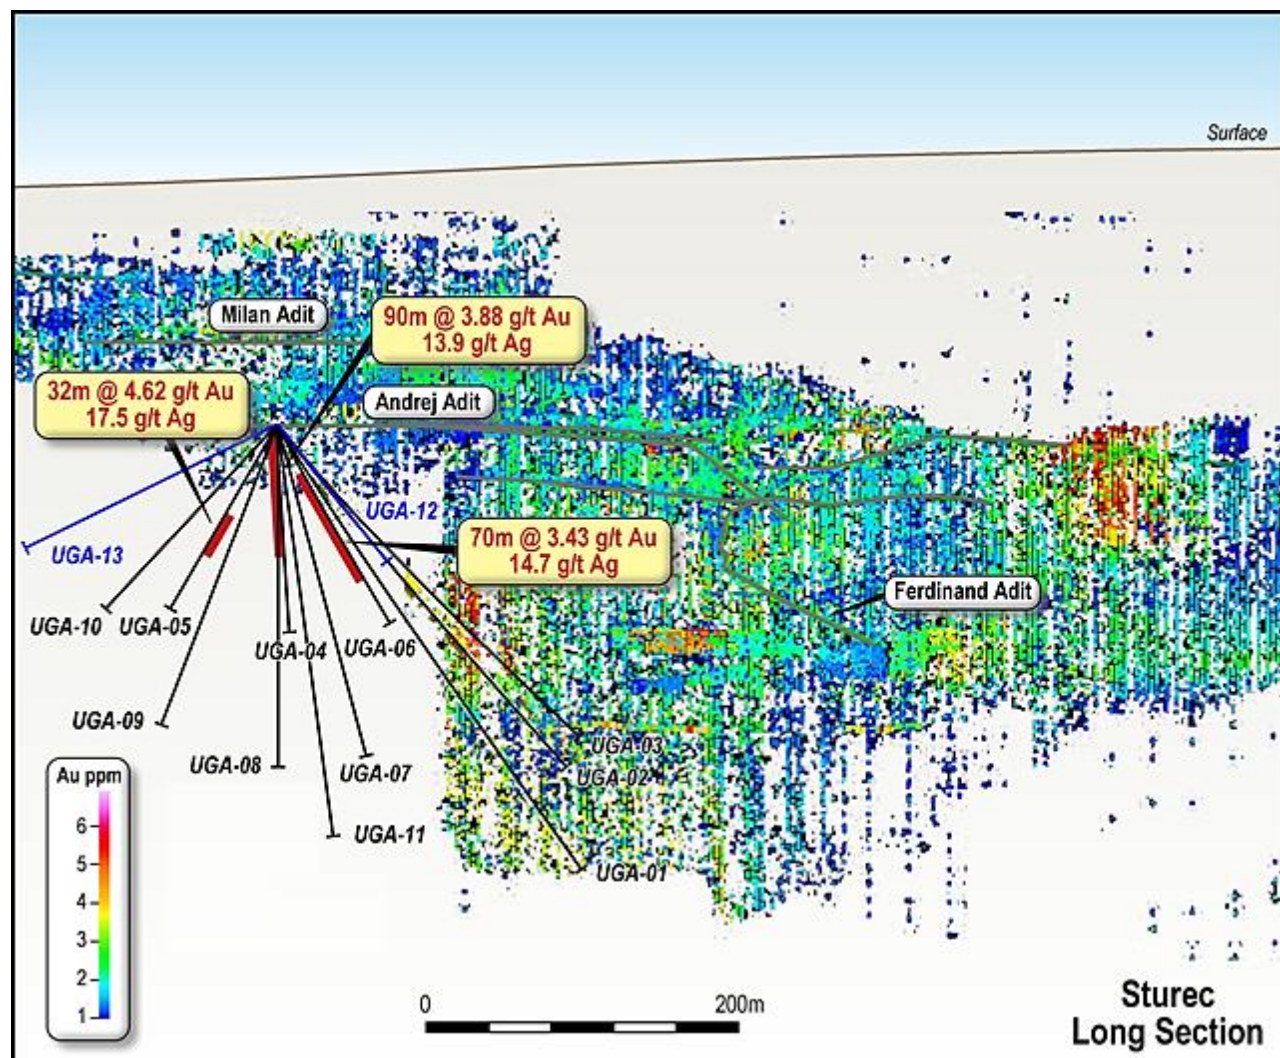 Surface
Milan Adit
90m @ 3.88 g/t Au
13.9 g/t Ag
32m @ 4.62 g/t Au
17.5 g/t Ag
Andrej Adit
UGA-12
UGA-13
70m @ 3.43 g/t Au
14.7 g/t Ag
Ferdinand Adit
UGA-10
UGA-05
UGA-04
UGA-06
UGA-09
UGA-03
UGA-08
UGA-07
UGA-02
UGA-11
UGA-01
Au ppm
6
5
4
3
2
1
0
200m
Sturec
Long Section